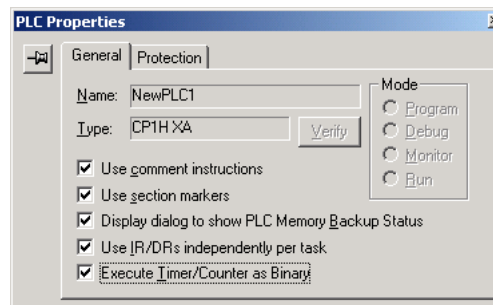 PLC Properties
General Protection
Name: NewPLC1
Type: CP1H XA Verify
Mode
Program
Debug
Monitor
Run
Use comment instructions
Use section markers
Display dialog to show PLC Memory Backup Status
Use IR/DRs independently per task
Execute Timer/Counter as Binary